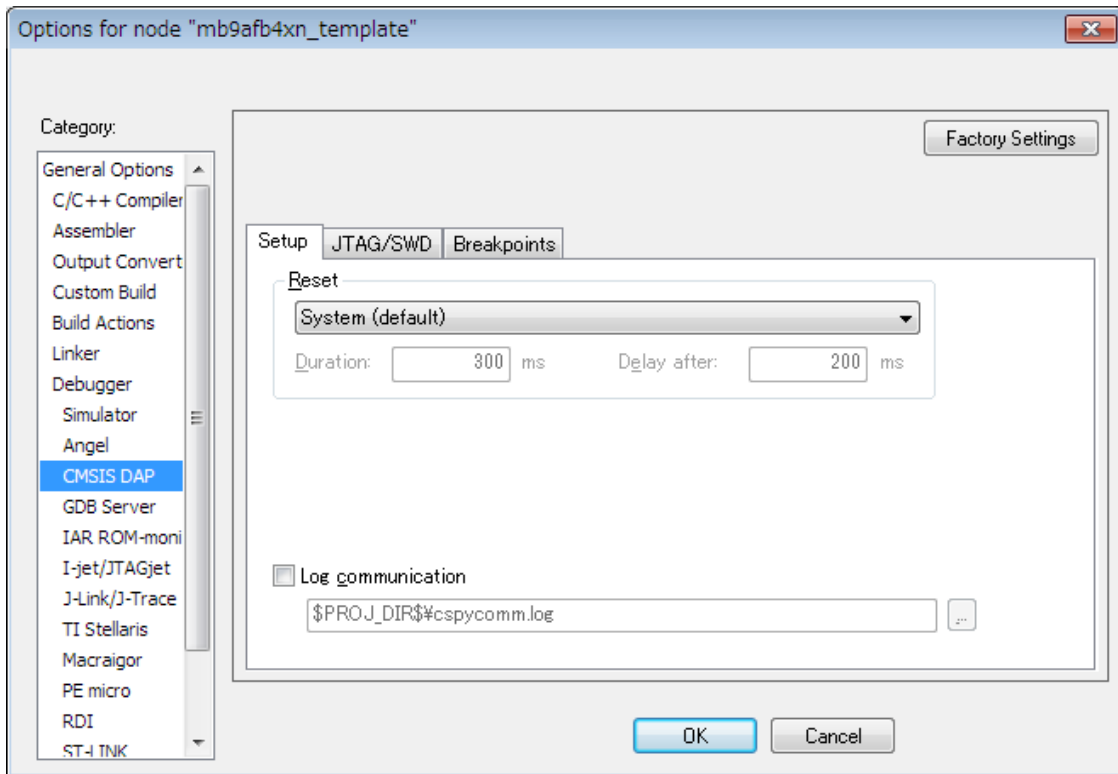 Options for node "mb9afb4xn_template"
Category:
Factory Settings
General Options
C/C++ Compiler
Assembler
Output Convert
Custom Build
Build Actions
Linker
Debugger
Simulator
Angel
CMSIS DAP
GDB Server
IAR ROM-moni
I-jet/JTAGjet
J-Link/J-Trace
TI Stellaris
Macraigor
PE micro
RDI
ST-LINK
Setup JTAG/SWD Breakpoints
Reset
System (default)
Duration: 300 ms Delay after: 200 ms
Log communication
$PROJ_DIR$¥cspycomm.log ...
OK Cancel